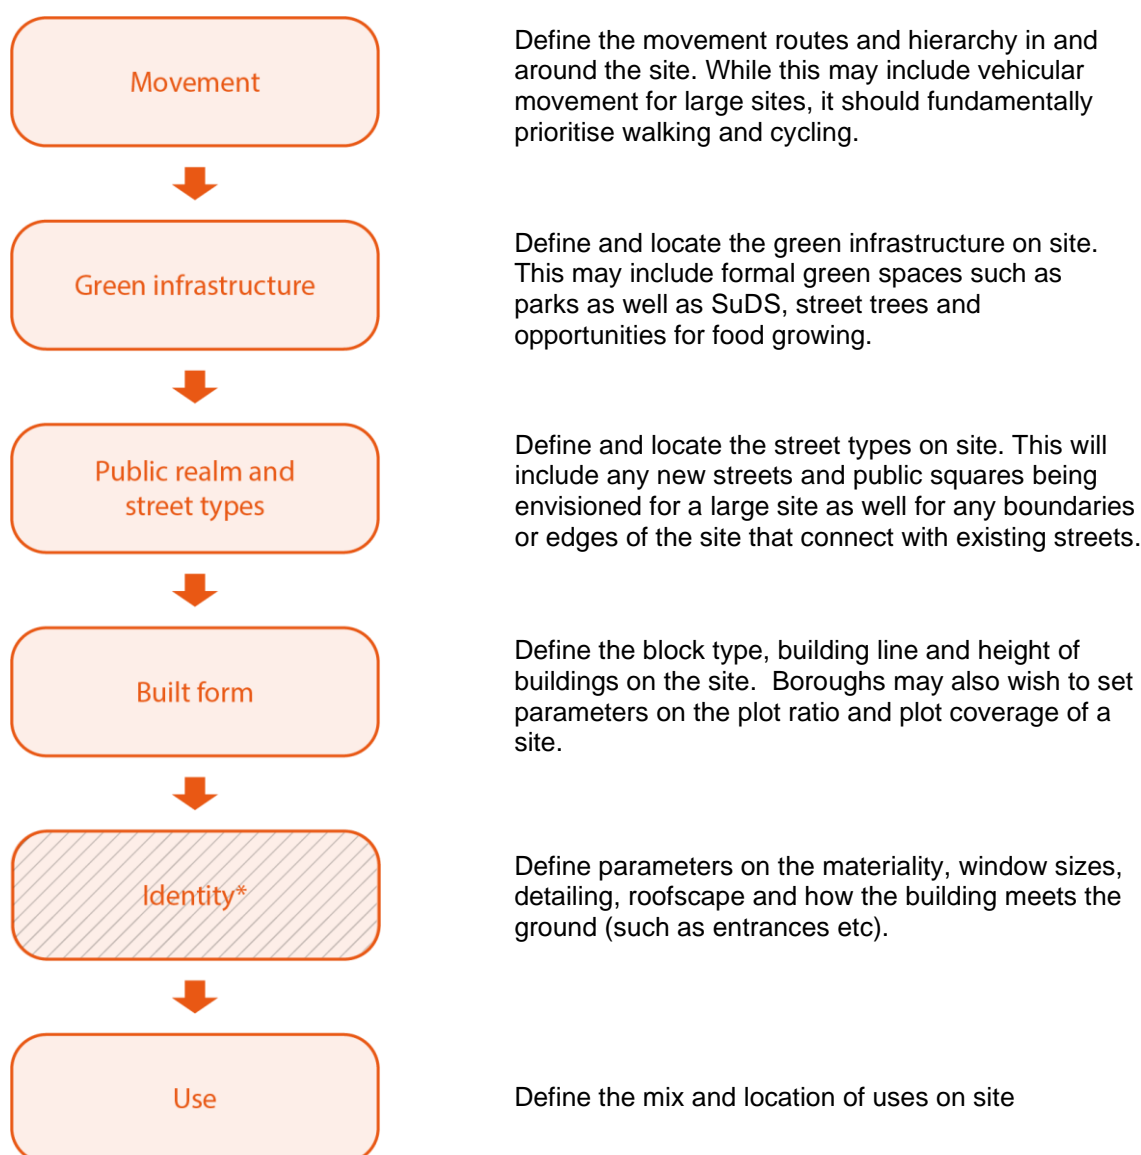 Movement
Define the movement routes and hierarchy in and
around the site. While this may include vehicular
movement for large sites, it should fundamentally
prioritise walking and cycling.
Green infrastructure
Define and locate the green infrastructure on site.
This may include formal green spaces such as
parks as well as SuDS, street trees and
opportunities for food growing.
Public realm and
street types
Define and locate the street types on site. This will
include any new streets and public squares being
envisioned for a large site as well for any boundaries
or edges of the site that connect with existing streets.
Built form
Define the block type, building line and height of
buildings on the site.  Boroughs may also wish to set
parameters on the plot ratio and plot coverage of a
site.
Identity*
Define parameters on the materiality, window sizes,
detailing, roofscape and how the building meets the
ground (such as entrances etc).
Use
Define the mix and location of uses on site